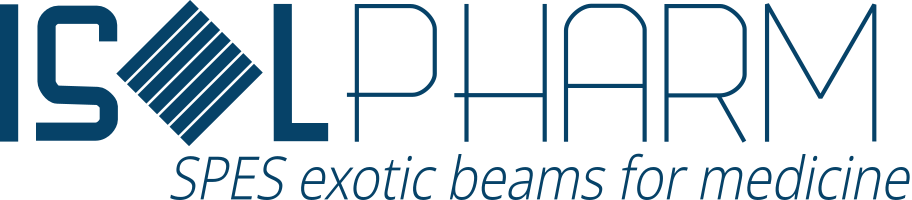 ISOLPHARM
SPES exotic beams for medicine